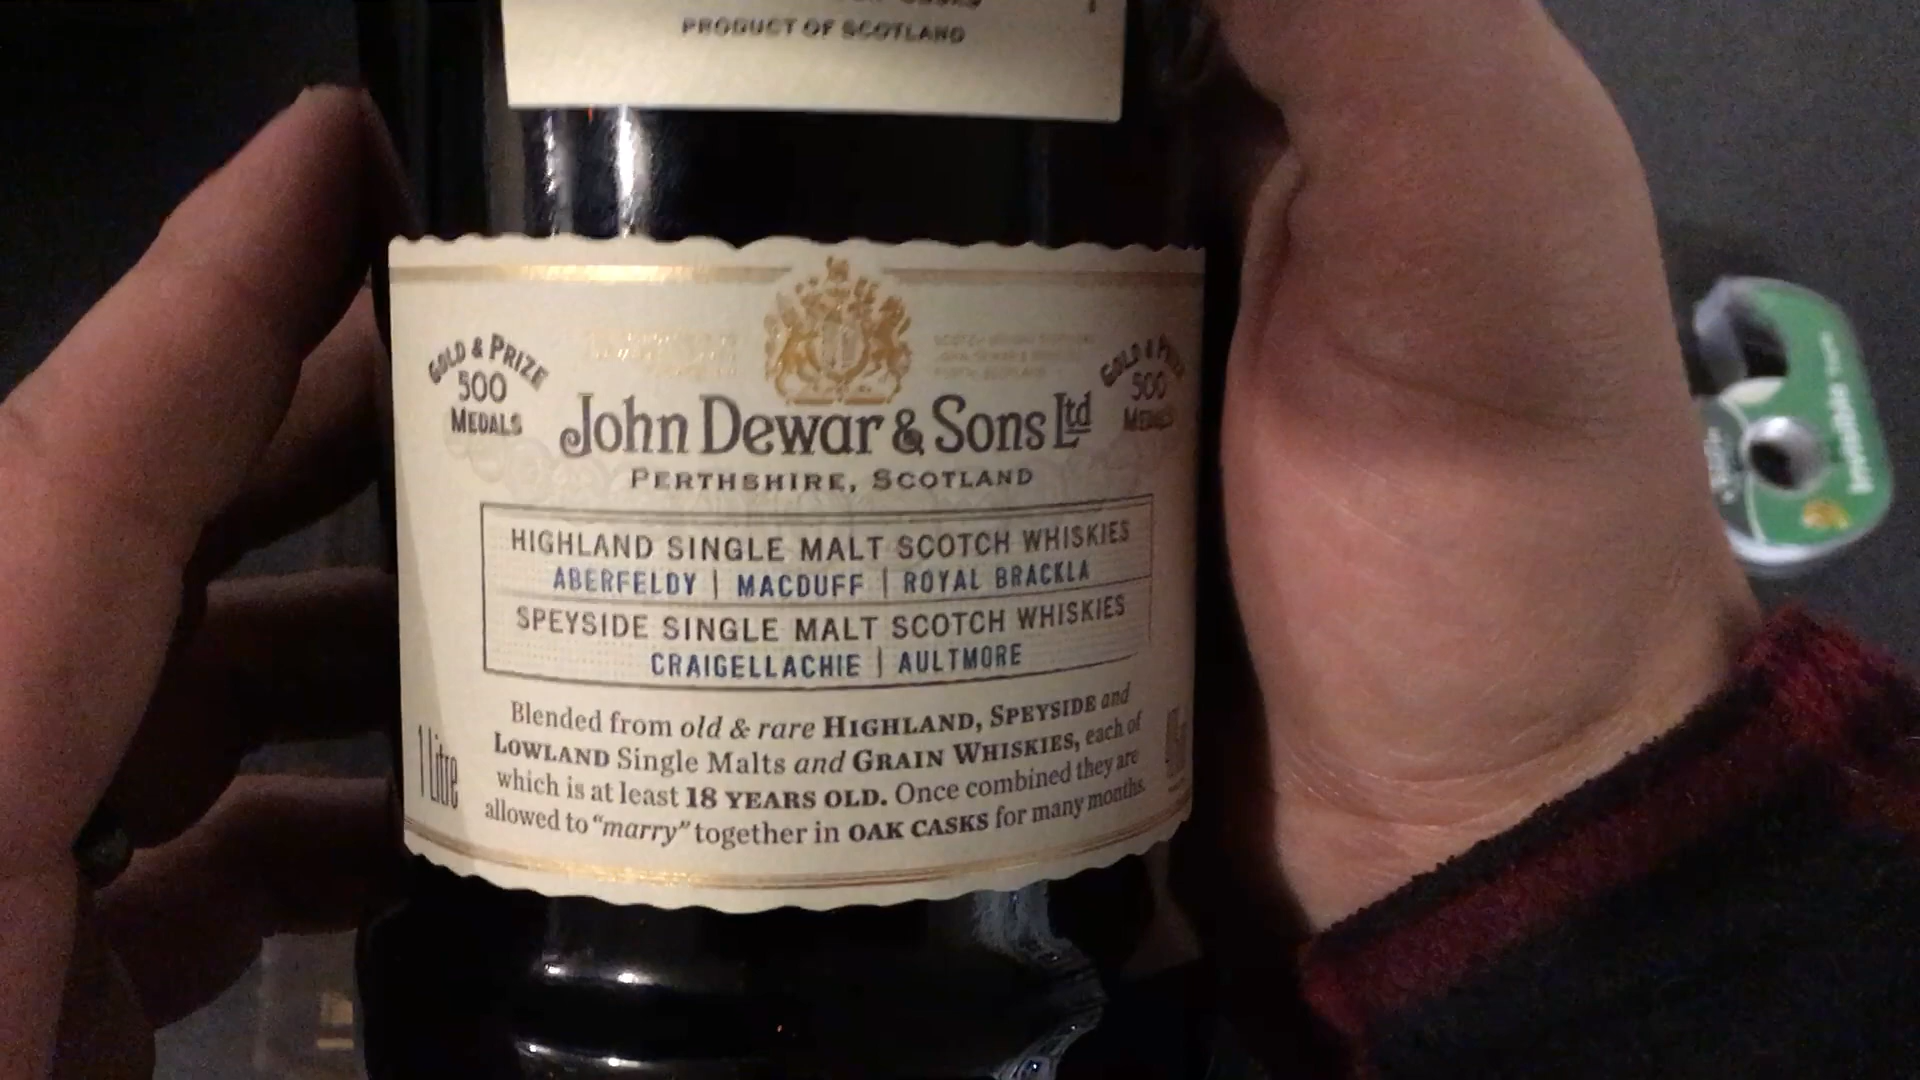 PRODUCT OF SCOTLAND
GOLD & PRIZE
500
MEDALS
GOLD & PRIZE
500
MEDALS
John Dewar & Sons Ltd
PERTHSHIRE, SCOTLAND
HIGHLAND SINGLE MALT SCOTCH WHISKIES
ABERFELDY | MACDUFF | ROYAL BRACKLA
SPEYSIDE SINGLE MALT SCOTCH WHISKIES
CRAIGELLACHIE | AULTMORE
Blended from old & rare HIGHLAND, SPEYSIDE and
LOWLAND Single Malts and GRAIN WHISKIES, each of
which is at least 18 YEARS OLD. Once combined they are
allowed to "marry" together in OAK CASKS for many months.
1 Litre
Invisible